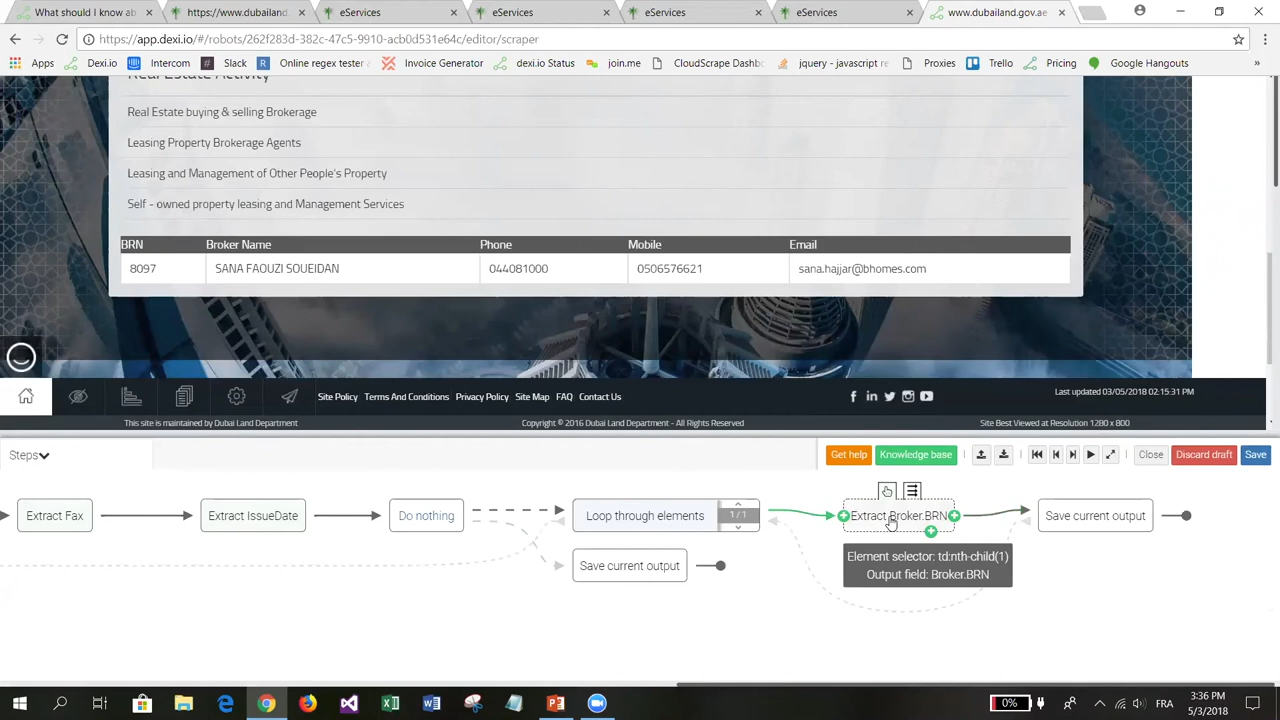 What should I know ab
https://www.dubailand.
eServices
eServices
eServices
eServices
www.dubailand.gov.ae
https://app.dexi.io/#/robots/262f283d-382c-47c5-9910-acb0d531e64c/editor/scraper
Apps
Dexi.io
Intercom
Slack
Online regex tester
Invoice Generator
dexi.io Status
join.me
CloudScrape Dashb
jquery - javascript re
Proxies
Trello
Pricing
Google Hangouts
Real Estate Activity
Real Estate buying & selling Brokerage
Leasing Property Brokerage Agents
Leasing and Management of Other People's Property
Self - owned property leasing and Management Services
BRN Broker Name Phone Mobile Email
8097 SANA FAOUZI SOUEIDAN 044081000 0506576621 sana.hajjar@bhomes.com
Site Policy Terms And Conditions Privacy Policy Site Map FAQ Contact Us
Last updated 03/05/2018 02:15:31 PM
This site is maintained by Dubai Land Department
Copyright © 2016 Dubai Land Department - All Rights Reserved
Site Best Viewed at Resolution 1280 x 800
Steps
Get help
Knowledge base
Close
Discard draft
Save
Extract Fax
Extract IssueDate
Do nothing
Loop through elements
1 / 1
Extract Broker.BRN
Save current output
Save current output
Element selector: td:nth-child(1)
Output field: Broker.BRN
0%
FRA
3:36 PM
5/3/2018